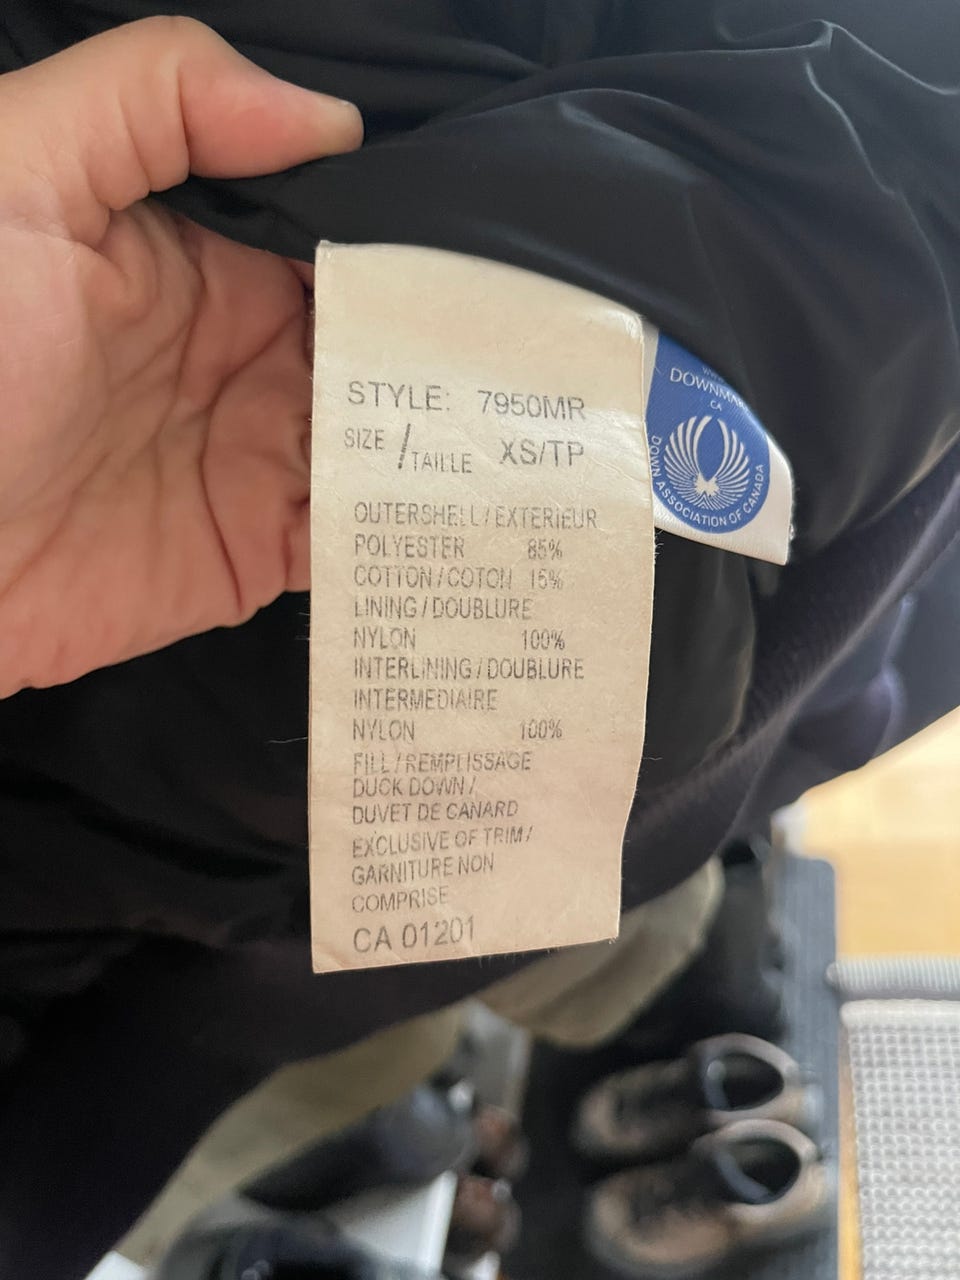 STYLE: 7950MR
SIZE / TAILLE XS/TP
OUTERSHELL/EXTERIEUR
POLYESTER 85%
COTTON/COTON 15%
LINING/DOUBLURE
NYLON 100%
INTERLINING/DOUBLURE
INTERMEDIAIRE
NYLON 100%
FILL/REMPLISSAGE
DUCK DOWN/
DUVET DE CANARD
EXCLUSIVE OF TRIM/
GARNITURE NON
COMPRISE
CA 01201
CA
DOWN ASSOCIATION OF CANADA